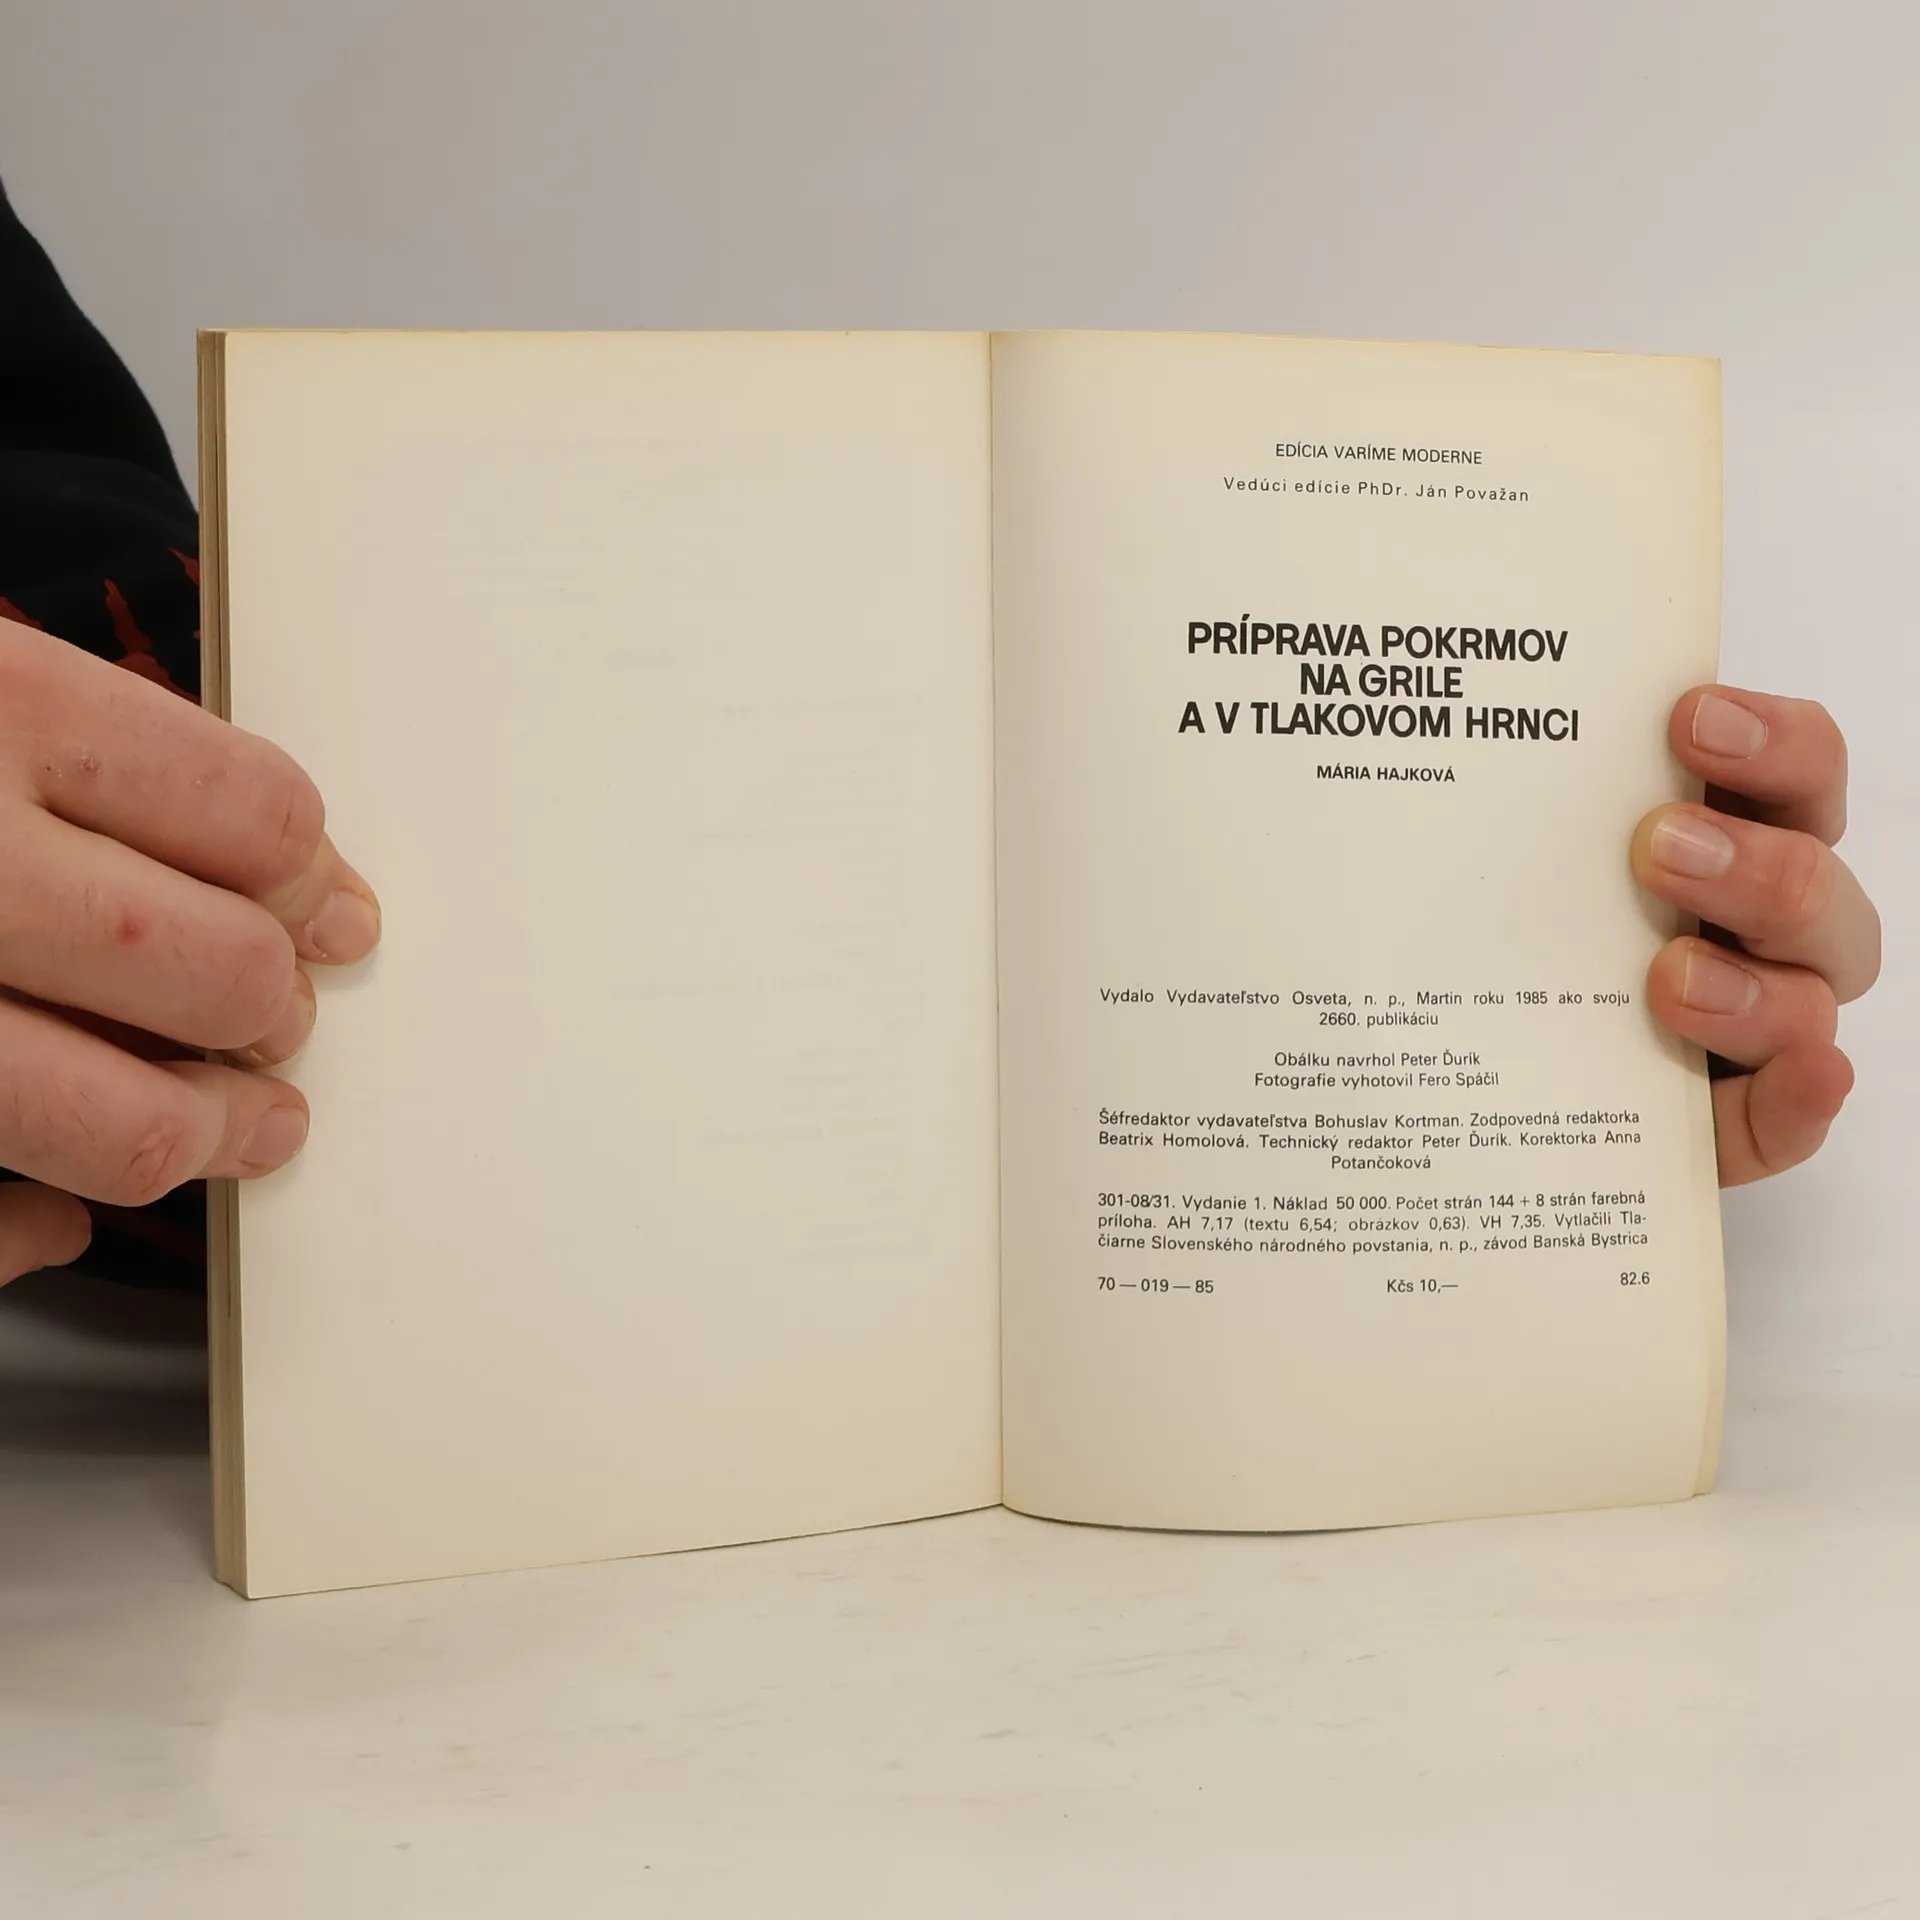 EDÍCIA VARÍME MODERNE
Vedúci edície PhDr. Ján Považan
PRÍPRAVA POKRMOV
NA GRILE
A V TLAKOVOM HRNCI
MÁRIA HAJKOVÁ
Vydalo Vydavateľstvo Osveta, n. p., Martin roku 1985 ako svoju
2660. publikáciu
Obálku navrhol Peter Ďurík
Fotografie vyhotovil Fero Spáčil
Šéfredaktor vydavateľstva Bohuslav Kortman. Zodpovedná redaktorka
Beatrix Homolová. Technický redaktor Peter Ďurík. Korektorka Anna
Potančoková
301-08/31. Vydanie 1. Náklad 50 000. Počet strán 144 + 8 strán farebná
príloha. AH 7,17 (textu 6,54; obrázkov 0,63). VH 7,35. Vytlačili Tla-
čiarne Slovenského národného povstania, n. p., závod Banská Bystrica
70 — 019 — 85 Kčs 10,— 82.6